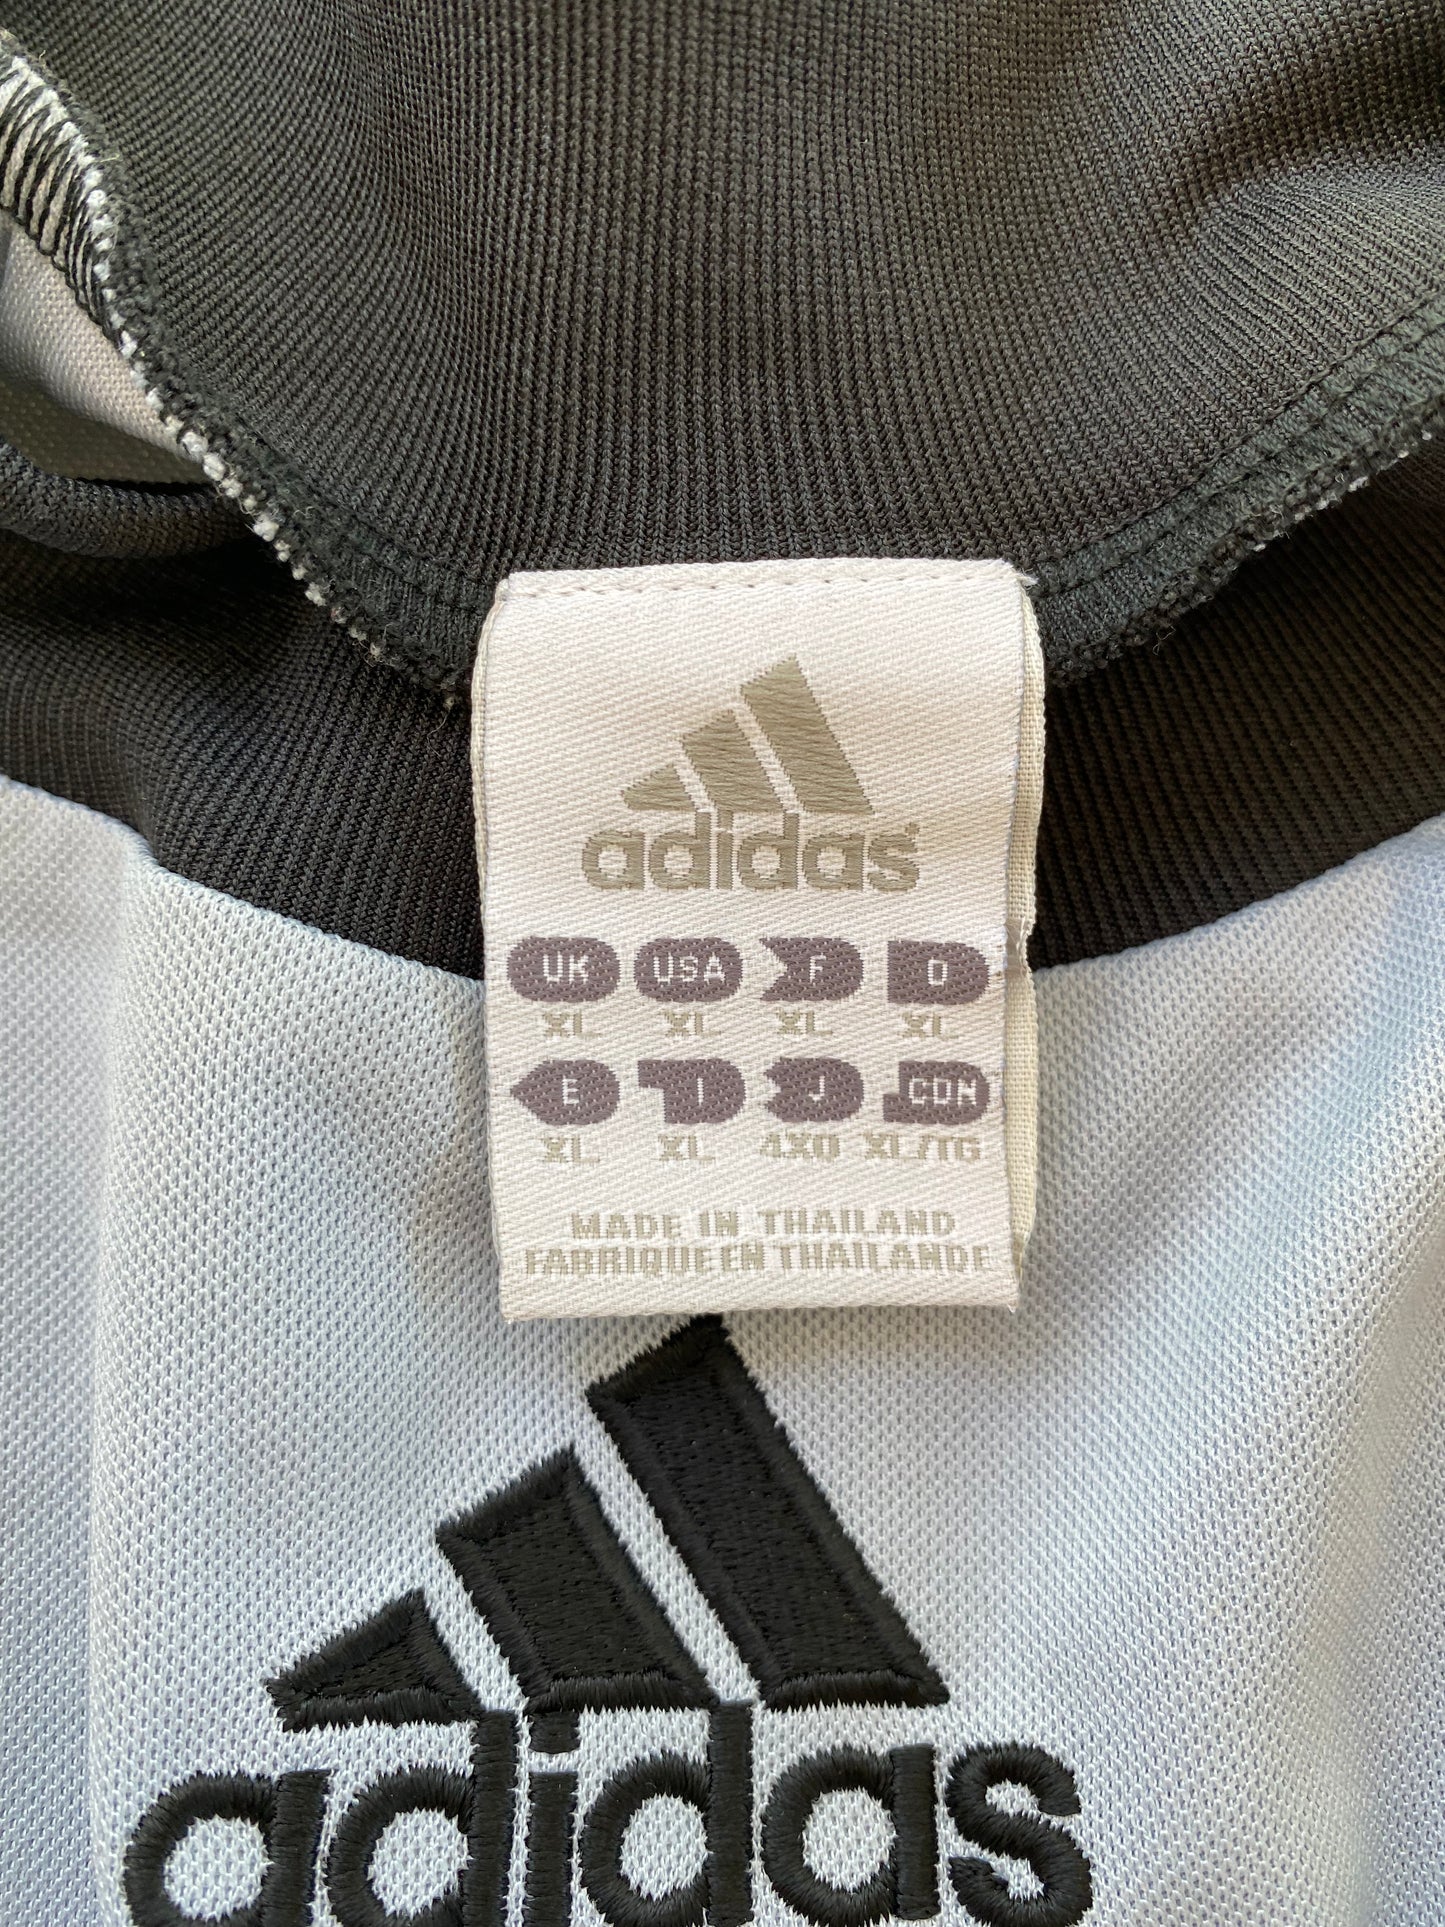 adidas®
UK USA F D
XL XL XL XL
E I J CDN
XL XL 4XO XL/TG
MADE IN THAILAND
FABRIQUE EN THAILANDE
adidas